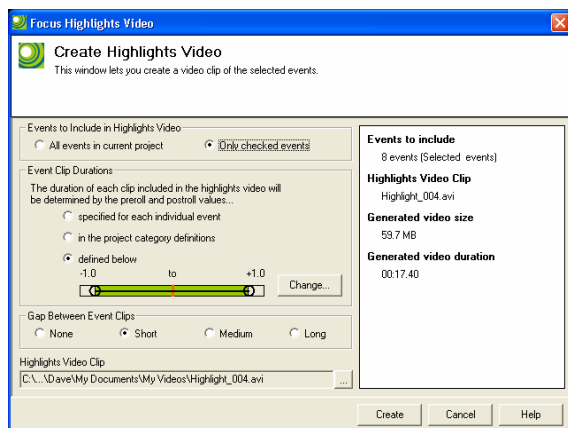 Focus Highlights Video
Create Highlights Video
This window lets you create a video clip of the selected events.
Events to Include in Highlights Video
All events in current project
Only checked events
Event Clip Durations
The duration of each clip included in the highlights video will
be determined by the preroll and postroll values...
specified for each individual event
in the project category definitions
defined below
-1.0 to +1.0
Change...
Gap Between Event Clips
None Short Medium Long
Highlights Video Clip
C:\...\Dave\My Documents\My Videos\Highlight_004.avi ...
Events to include
8 events (Selected events)
Highlights Video Clip
Highlight_004.avi
Generated video size
59.7 MB
Generated video duration
00:17.40
Create Cancel Help